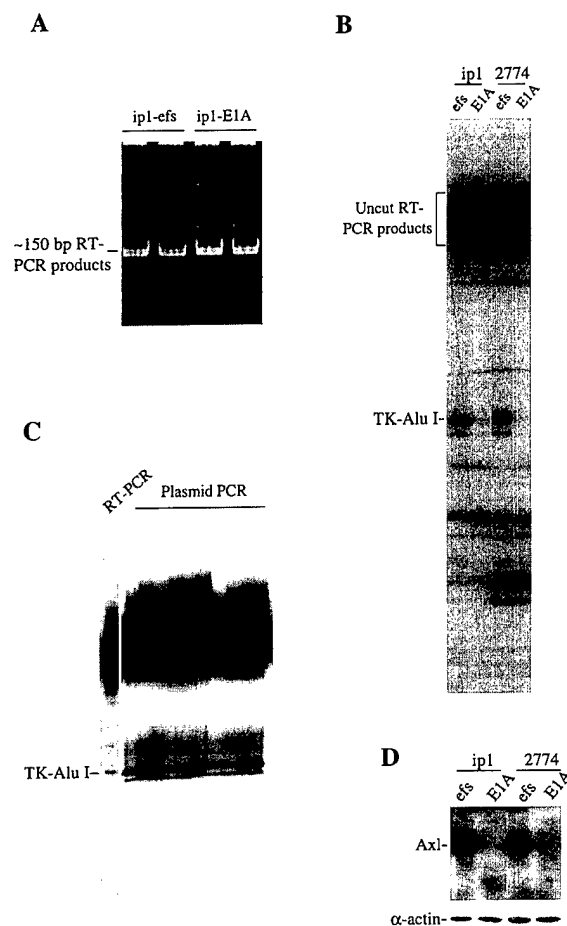 A
ip1-efs ip1-E1A
~150 bp RT-
PCR products
B
ip1 2774
efs E1A efs E1A
Uncut RT-
PCR products
TK-Alu I-
C
RT-PCR Plasmid PCR
TK-Alu I-
D
ip1 2774
efs E1A efs E1A
Axl-
α-actin-